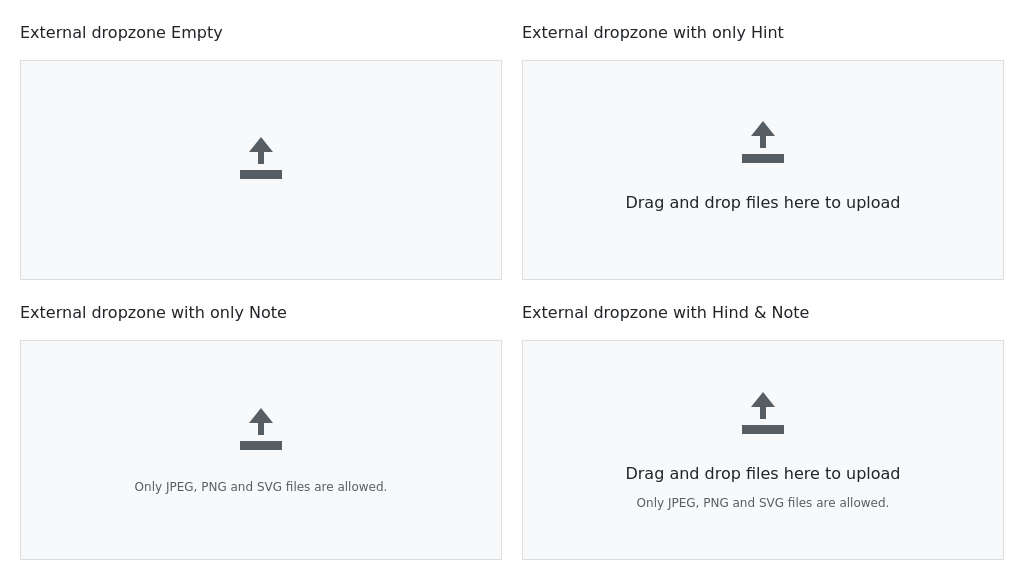 External dropzone Empty
External dropzone with only Hint
Drag and drop files here to upload
External dropzone with only Note
Only JPEG, PNG and SVG files are allowed.
External dropzone with Hind & Note
Drag and drop files here to upload
Only JPEG, PNG and SVG files are allowed.